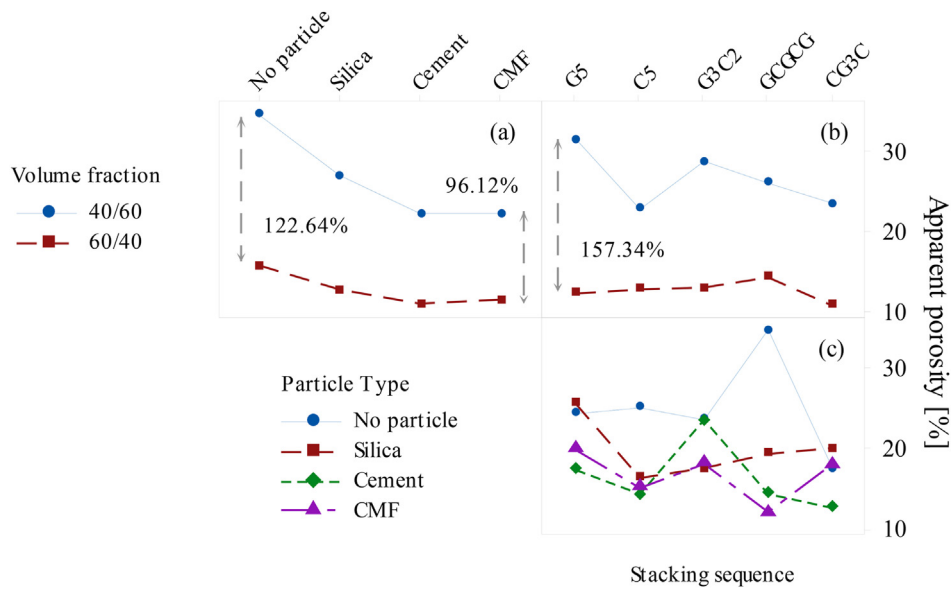 No particle
Silica
Cement
CMF
G5
C5
G3C2
GCGCG
CG3C
(a)
(b)
Volume fraction
40/60
60/40
122.64%
96.12%
157.34%
30
20
10
Apparent porosity [%]
(c)
Particle Type
No particle
Silica
Cement
CMF
30
20
10
Stacking sequence